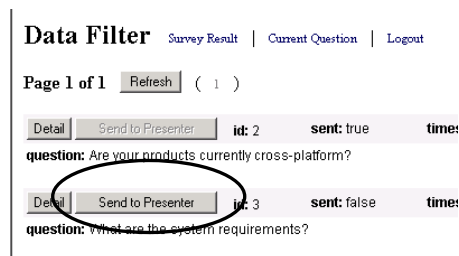 Data Filter Survey Result | Current Question | Logout
Page 1 of 1 Refresh ( 1 )
Detail Send to Presenter id: 2 sent: true times
question: Are your products currently cross-platform?
Detail Send to Presenter id: 3 sent: false times
question: What are the system requirements?